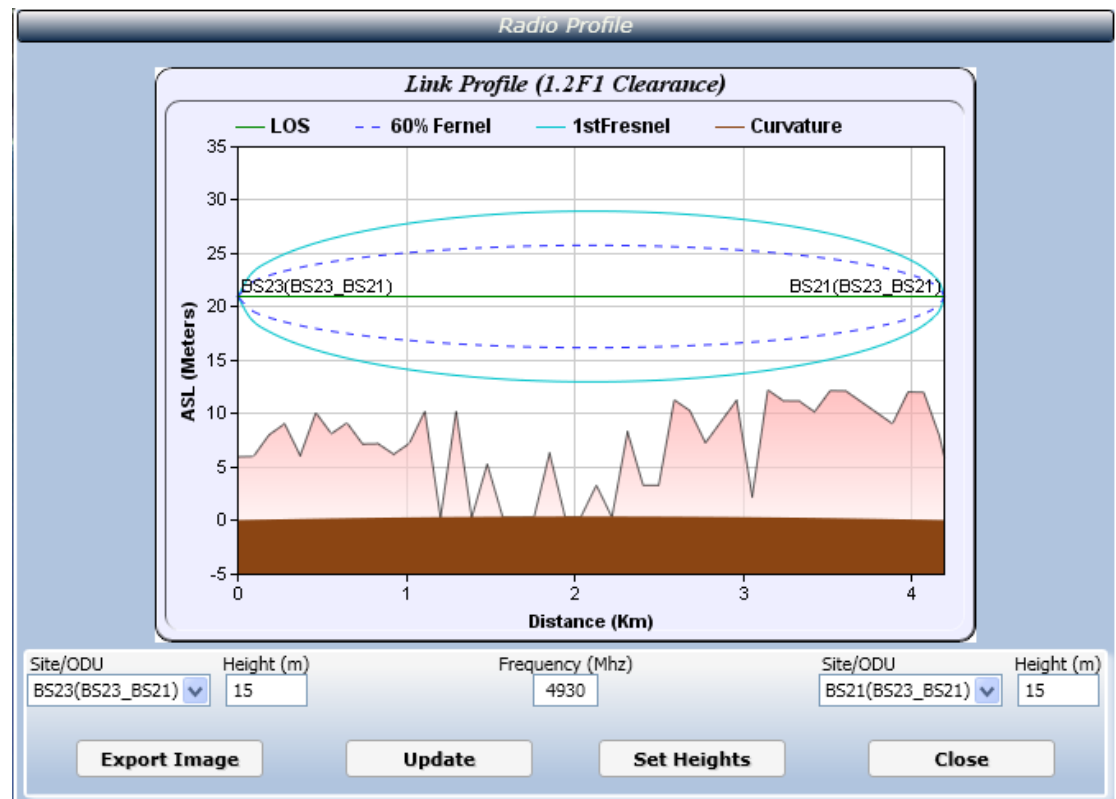 Radio Profile
Link Profile (1.2F1 Clearance)
LOS 60% Fernel 1stFresnel Curvature
35
30
25
BS23(BS23_BS21) BS21(BS23_BS21)
20
15
10
5
0
-5
ASL (Meters)
0 1 2 3 4
Distance (Km)
Site/ODU Height (m) Frequency (Mhz) Site/ODU Height (m)
BS23(BS23_BS21) 15 4930 BS21(BS23_BS21) 15
Export Image Update Set Heights Close